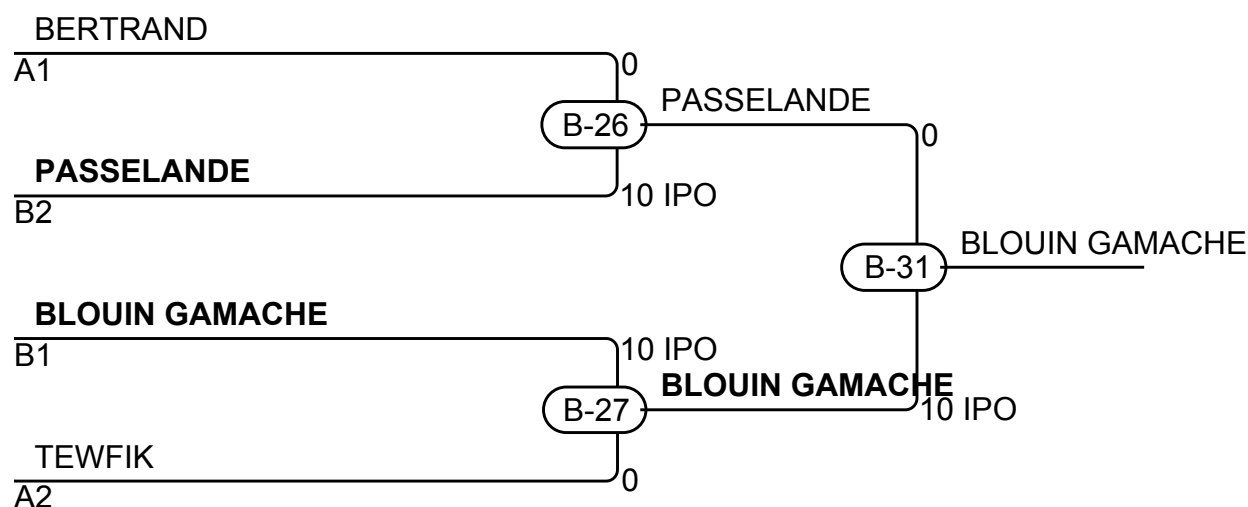 BERTRAND
A1
0
B-26
PASSELANDE
0
PASSELANDE
10 IPO
B2
B-31
BLOUIN GAMACHE
BLOUIN GAMACHE
B1
10 IPO
B-27
BLOUIN GAMACHE
10 IPO
TEWFIK
A2
0